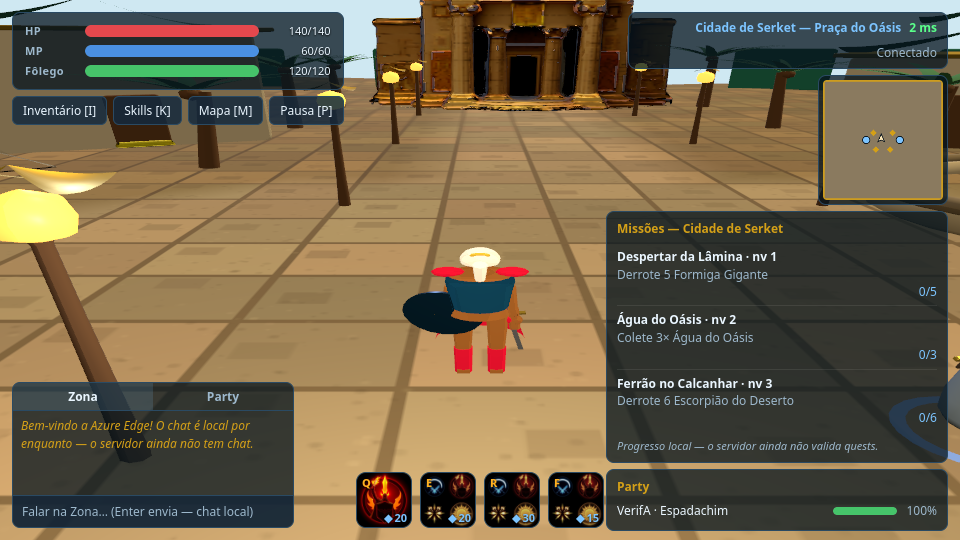 HP 140/140
MP 60/60
Fôlego 120/120
Inventário [I] Skills [K] Mapa [M] Pausa [P]
Cidade de Serket — Praça do Oásis 2 ms
Conectado
Missões — Cidade de Serket
Despertar da Lâmina · nv 1
Derrote 5 Formiga Gigante
0/5
Água do Oásis · nv 2
Colete 3× Água do Oásis
0/3
Ferrão no Calcanhar · nv 3
Derrote 6 Escorpião do Deserto
0/6
Progresso local — o servidor ainda não valida quests.
Zona Party
Bem-vindo a Azure Edge! O chat é local por
enquanto — o servidor ainda não tem chat.
Falar na Zona... (Enter envia — chat local)
Q E R F
20 20 30 15
Party
VerifA · Espadachim 100%